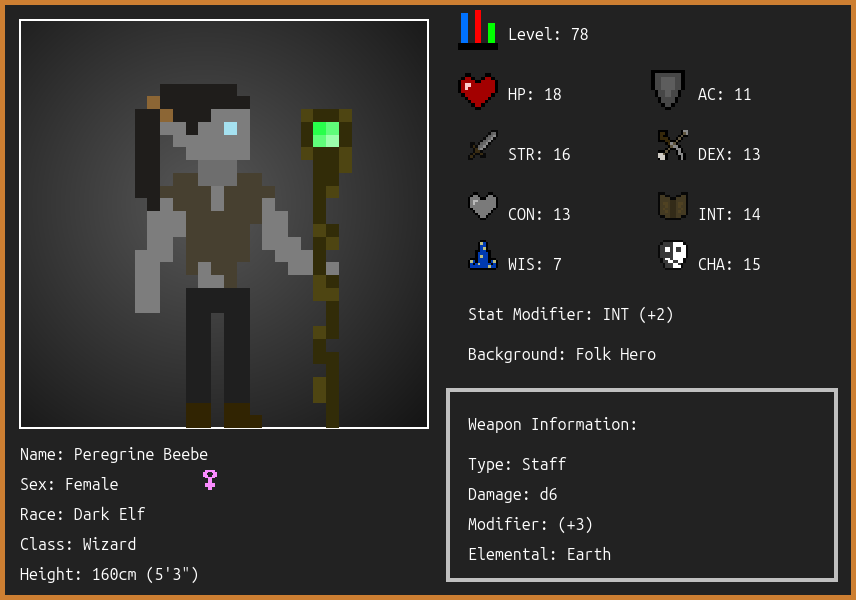 Level: 78
HP: 18
AC: 11
STR: 16
DEX: 13
CON: 13
INT: 14
WIS: 7
CHA: 15
Stat Modifier: INT (+2)
Background: Folk Hero
Weapon Information:
Type: Staff
Damage: d6
Modifier: (+3)
Elemental: Earth
Name: Peregrine Beebe
Sex: Female
Race: Dark Elf
Class: Wizard
Height: 160cm (5'3")